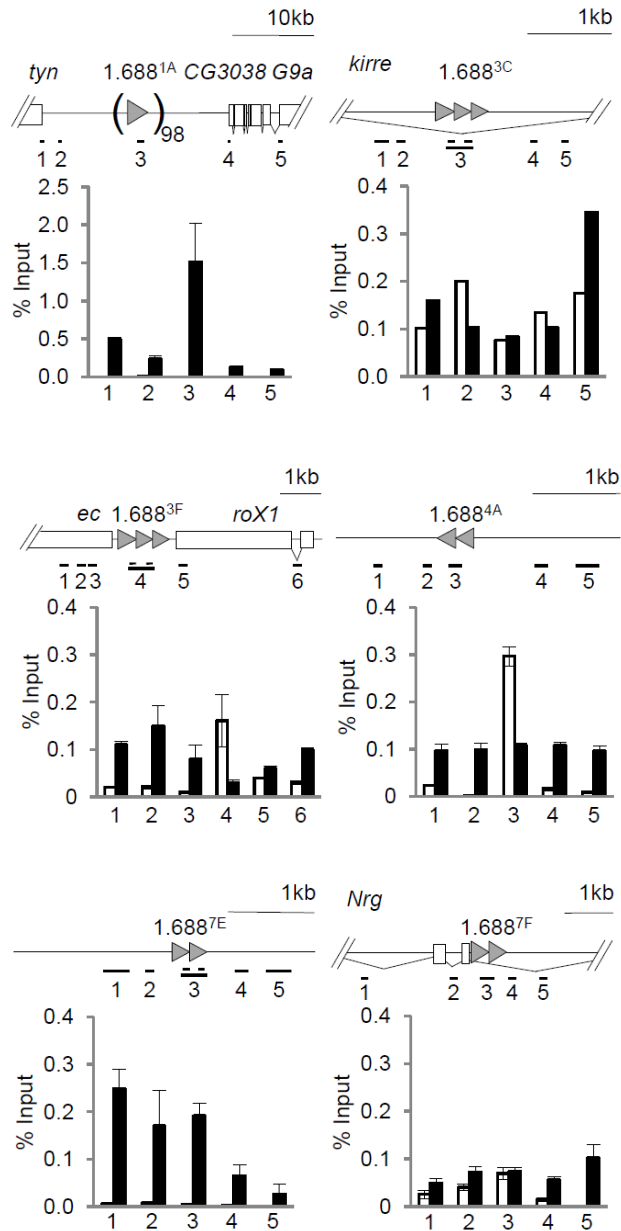 10kb
tyn 1.688^1A CG3038 G9a
( )98
1 2 3 4 5
% Input
2.5
2.0
1.5
1.0
0.5
0.0
1 2 3 4 5
1kb
kirre 1.688^3C
1 2 3 4 5
% Input
0.4
0.3
0.2
0.1
0.0
1 2 3 4 5
1kb
ec 1.688^3F roX1
1 2 3 4 5 6
% Input
0.4
0.3
0.2
0.1
0
1 2 3 4 5 6
1kb
1.688^4A
1 2 3 4 5
% Input
0.4
0.3
0.2
0.1
0
1 2 3 4 5
1kb
1.688^7E
1 2 3 4 5
% Input
0.4
0.3
0.2
0.1
0.0
1 2 3 4 5
1kb
Nrg 1.688^7F
1 2 3 4 5
% Input
0.4
0.3
0.2
0.1
0
1 2 3 4 5